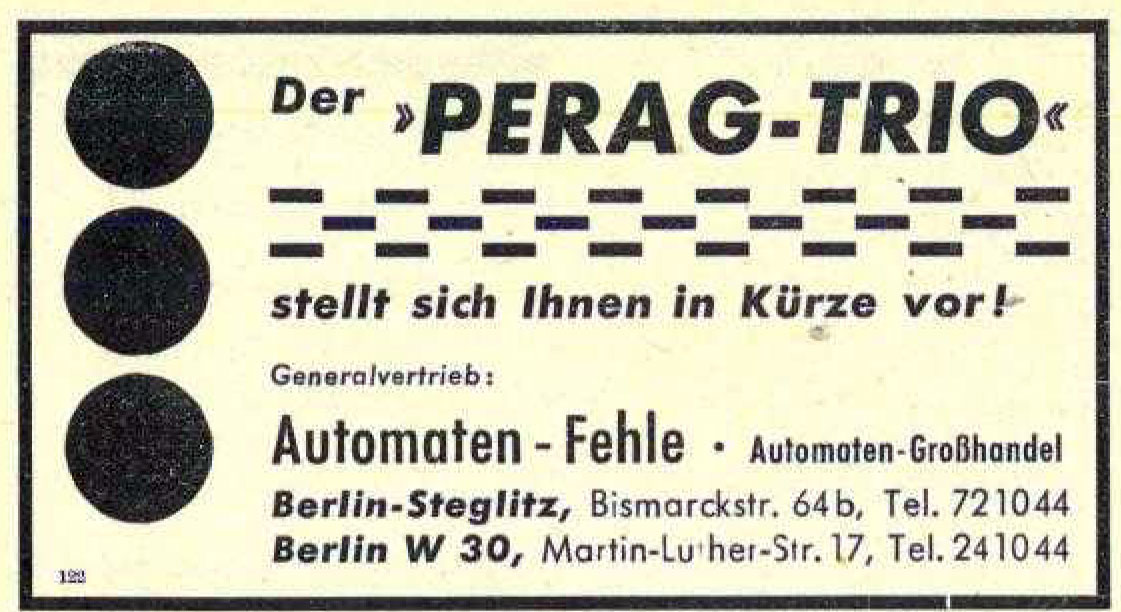 Der »PERAG-TRIO«
stellt sich Ihnen in Kürze vor!
Generalvertrieb:
Automaten - Fehle · Automaten-Großhandel
Berlin-Steglitz, Bismarckstr. 64b, Tel. 721044
Berlin W 30, Martin-Luther-Str. 17, Tel. 241044
122